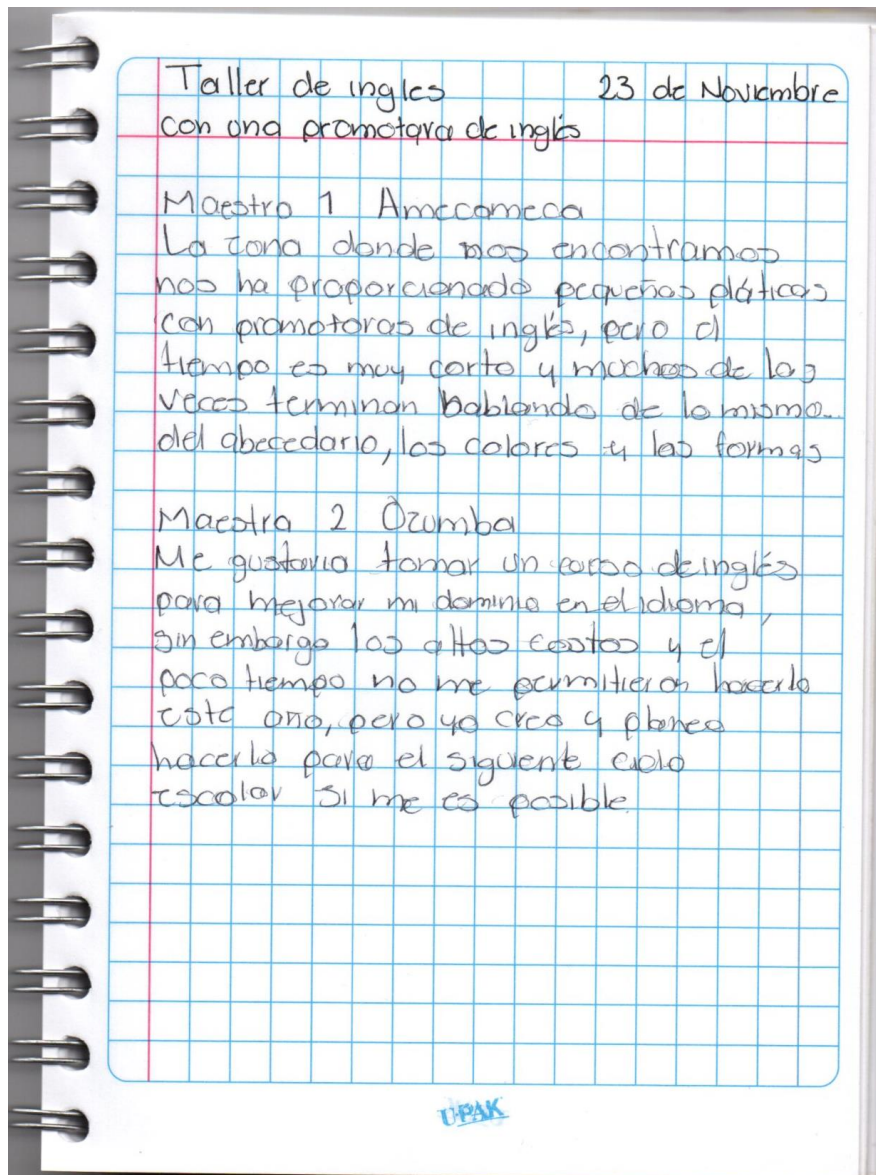 Taller de ingles 23 de Noviembre
con una promotora de inglés
Maestro 1 Amecameca
La zona donde nos encontramos
nos ha proporcionado pequeñas pláticas
con promotoras de inglés, pero el
tiempo es muy corto y muchas de las
veces terminan hablando de lo mismo..
del abecedario, los colores y las formas
Maestra 2 Ozumba
Me gustaria tomar un curso de inglés
para mejorar mi dominio en el idioma,
sin embargo los altos costos y el
poco tiempo no me permitieron hacerlo
este año, pero yo creo y planeo
hacerlo para el siguiente ciclo
escolar si me es posible
UPAK